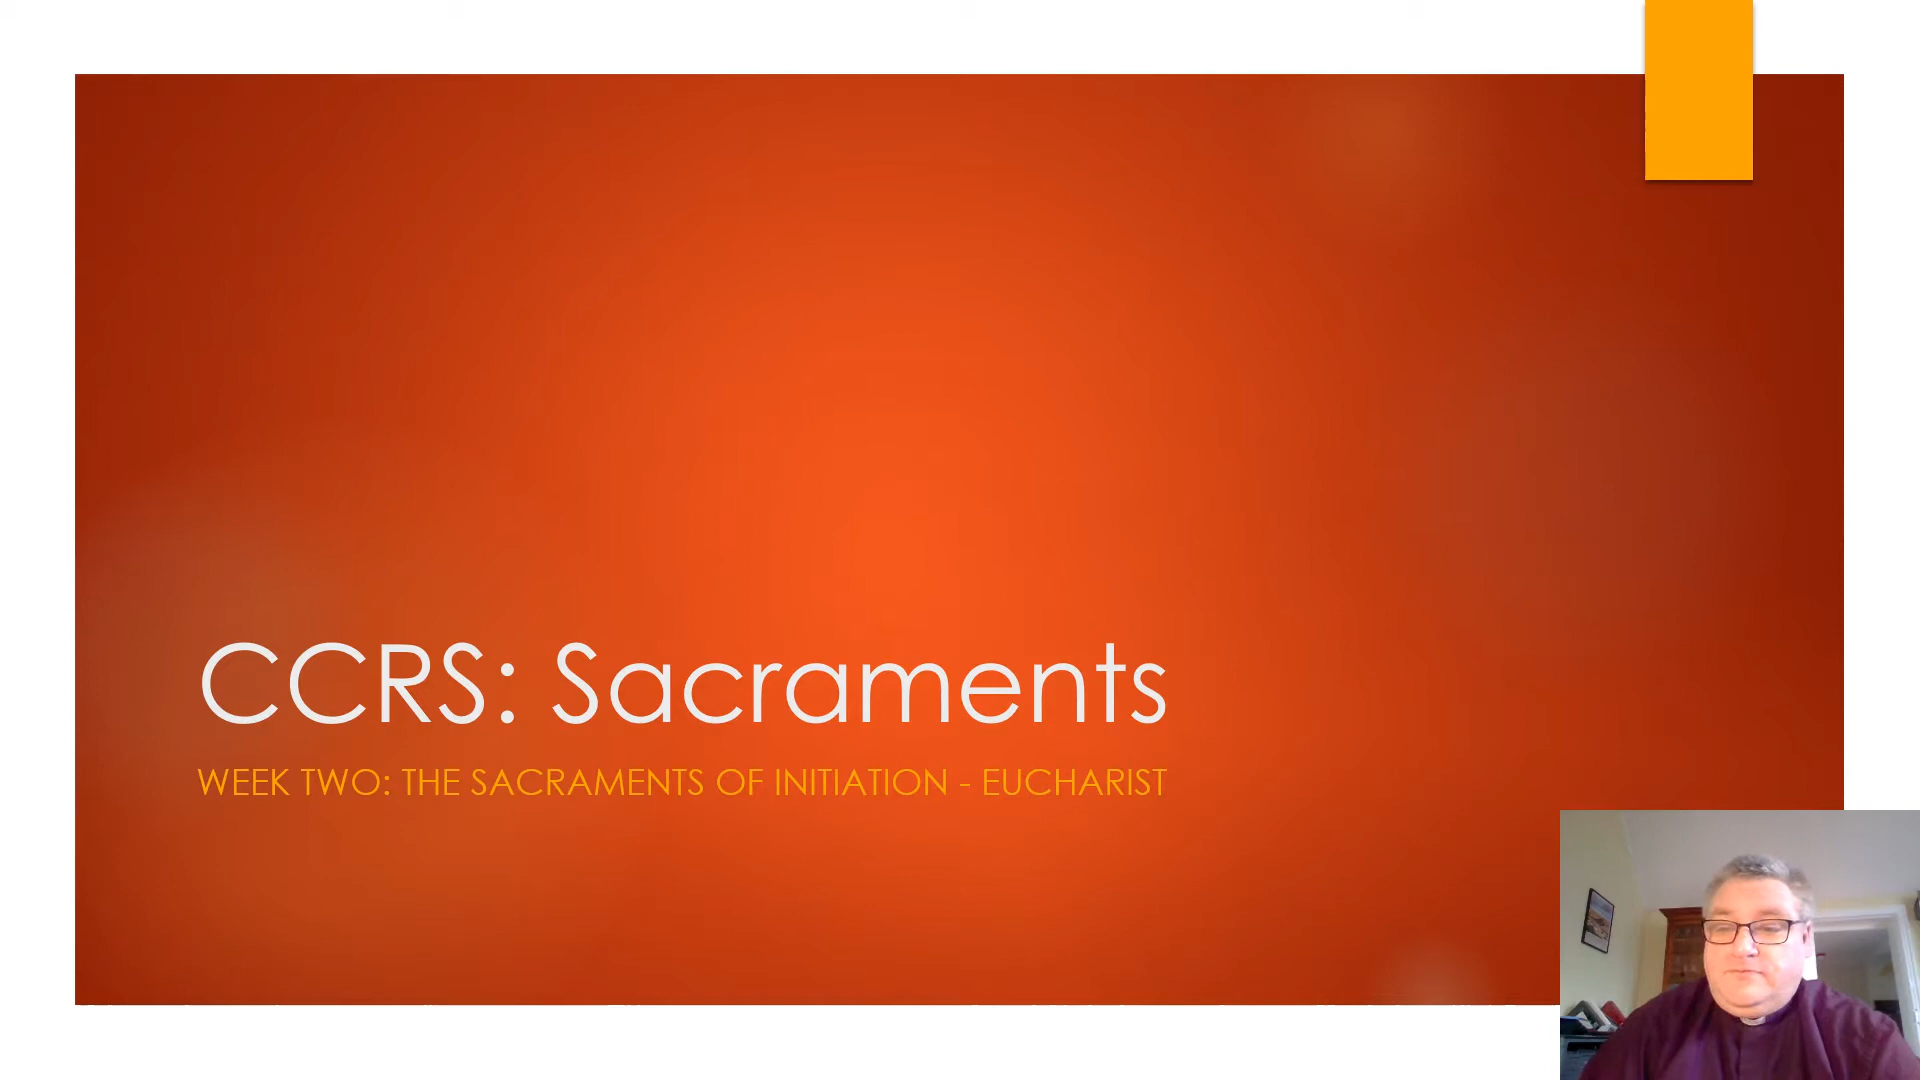 CCRS: Sacraments
WEEK TWO: THE SACRAMENTS OF INITIATION - EUCHARIST